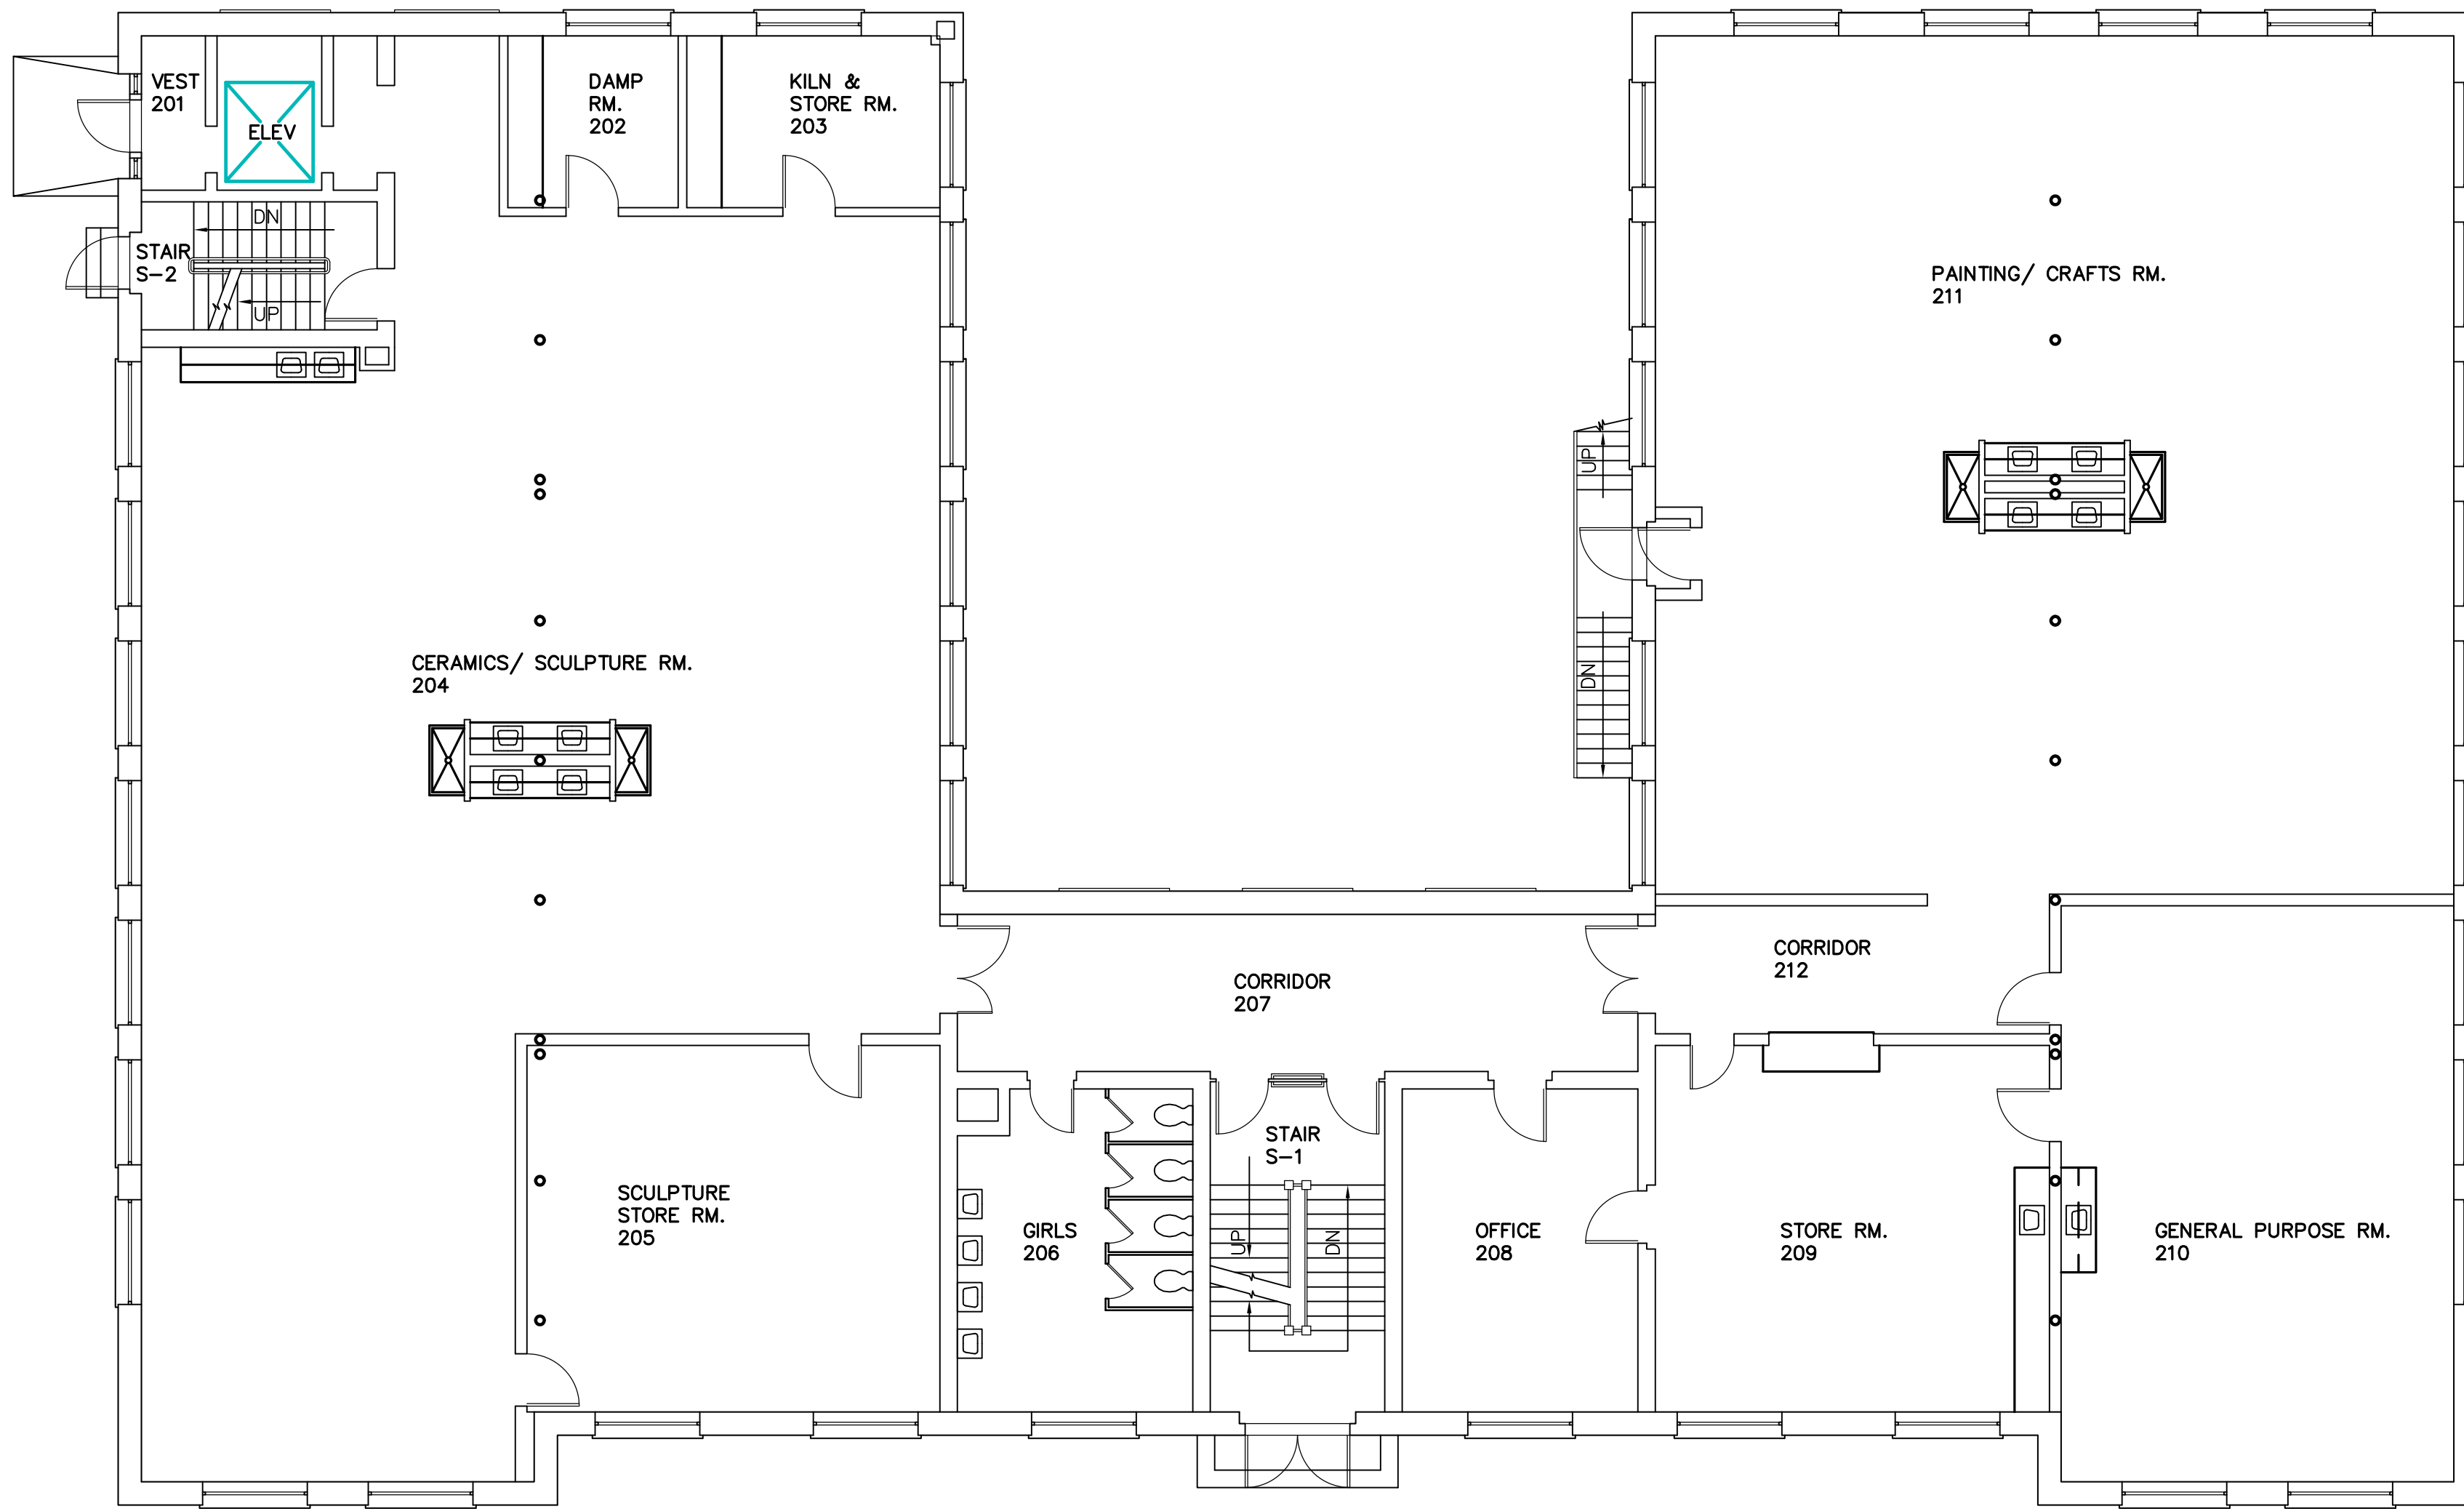 VEST
201
ELEV
DAMP
RM.
202
KILN &
STORE RM.
203
DN
STAIR
S-2
UP
PAINTING/ CRAFTS RM.
211
UP
DN
CERAMICS/ SCULPTURE RM.
204
CORRIDOR
207
CORRIDOR
212
STAIR
S-1
SCULPTURE
STORE RM.
205
GIRLS
206
UP
DN
OFFICE
208
STORE RM.
209
GENERAL PURPOSE RM.
210